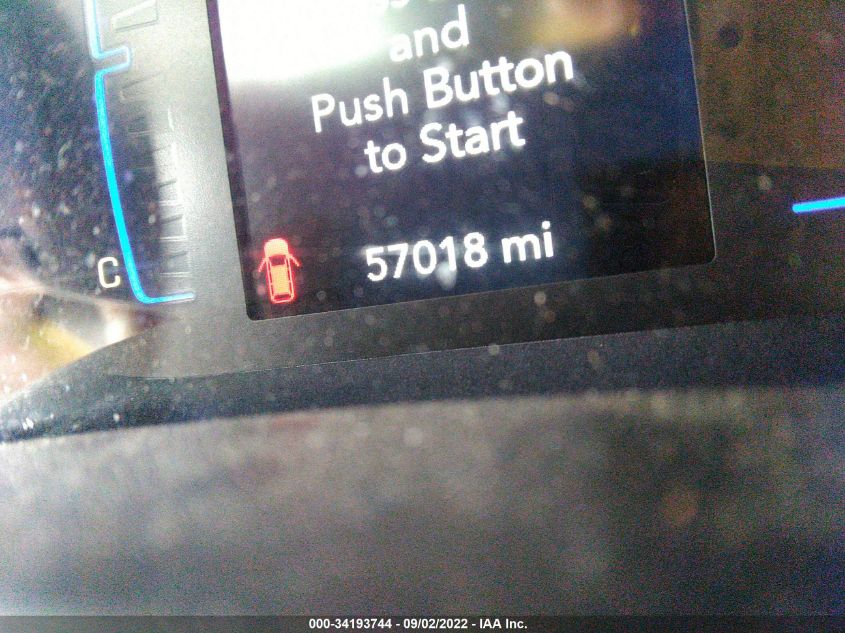 and
Push Button
to Start
57018 mi
C
000-34193744 - 09/02/2022 - IAA Inc.